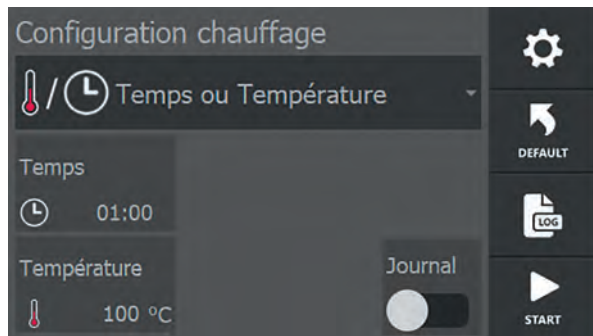 Configuration chauffage
/ Temps ou Température
DEFAULT
Temps
01:00
LOG
Température
Journal
100 °C
START